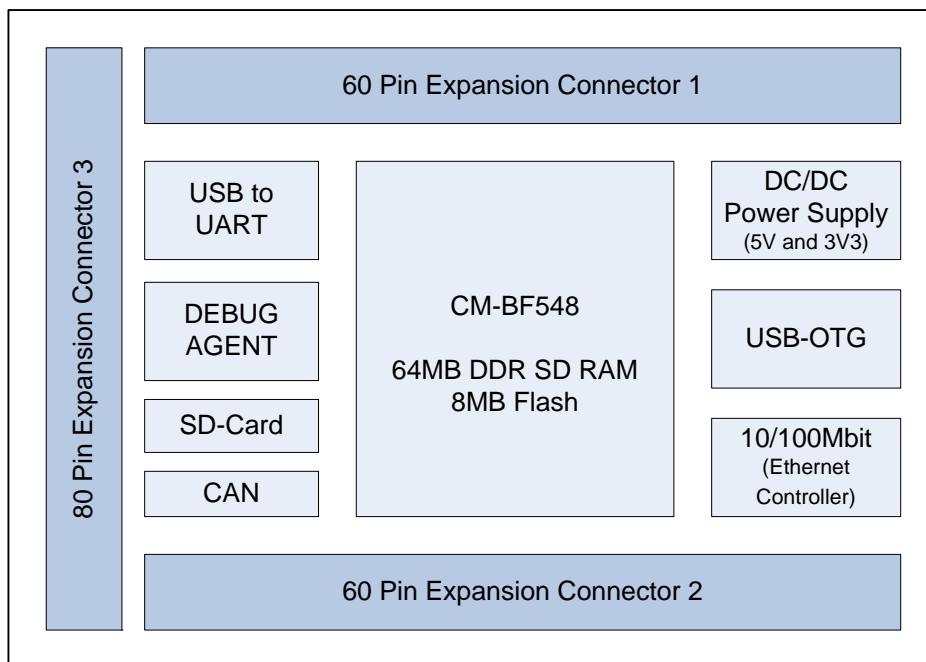 60 Pin Expansion Connector 1
80 Pin Expansion Connector 3
USB to
UART
DEBUG
AGENT
SD-Card
CAN
CM-BF548
64MB DDR SD RAM
8MB Flash
DC/DC
Power Supply
(5V and 3V3)
USB-OTG
10/100Mbit
(Ethernet
Controller)
60 Pin Expansion Connector 2